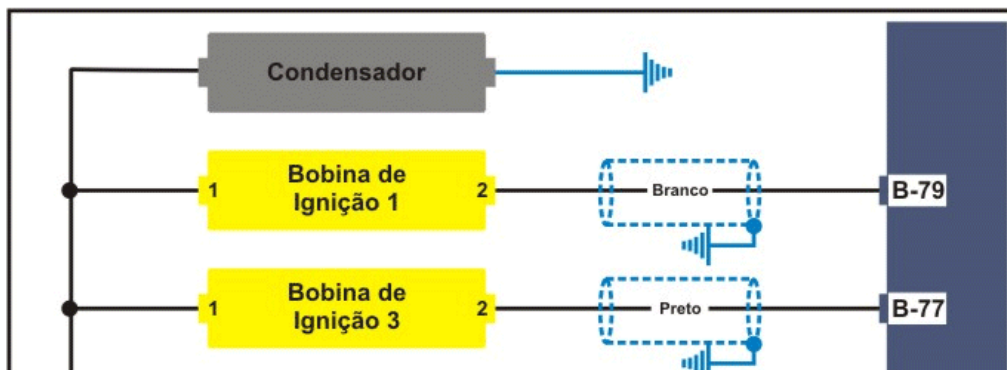 Condensador
1
Bobina de
Ignição 1
2
Branco
B-79
1
Bobina de
Ignição 3
2
Preto
B-77